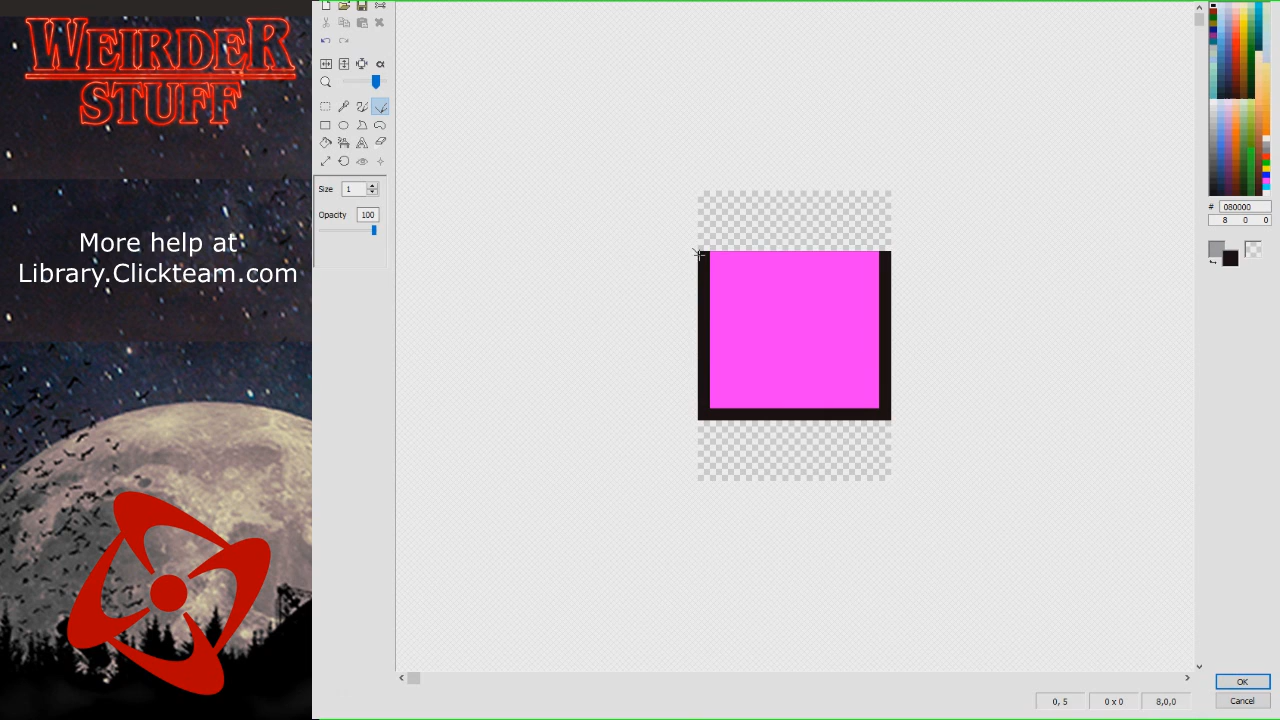 WEIRDER
STUFF
More help at
Library.Clickteam.com
Size 1
Opacity 100
# 080000
8 0 0
0, 5
0 x 0
8,0,0
OK
Cancel